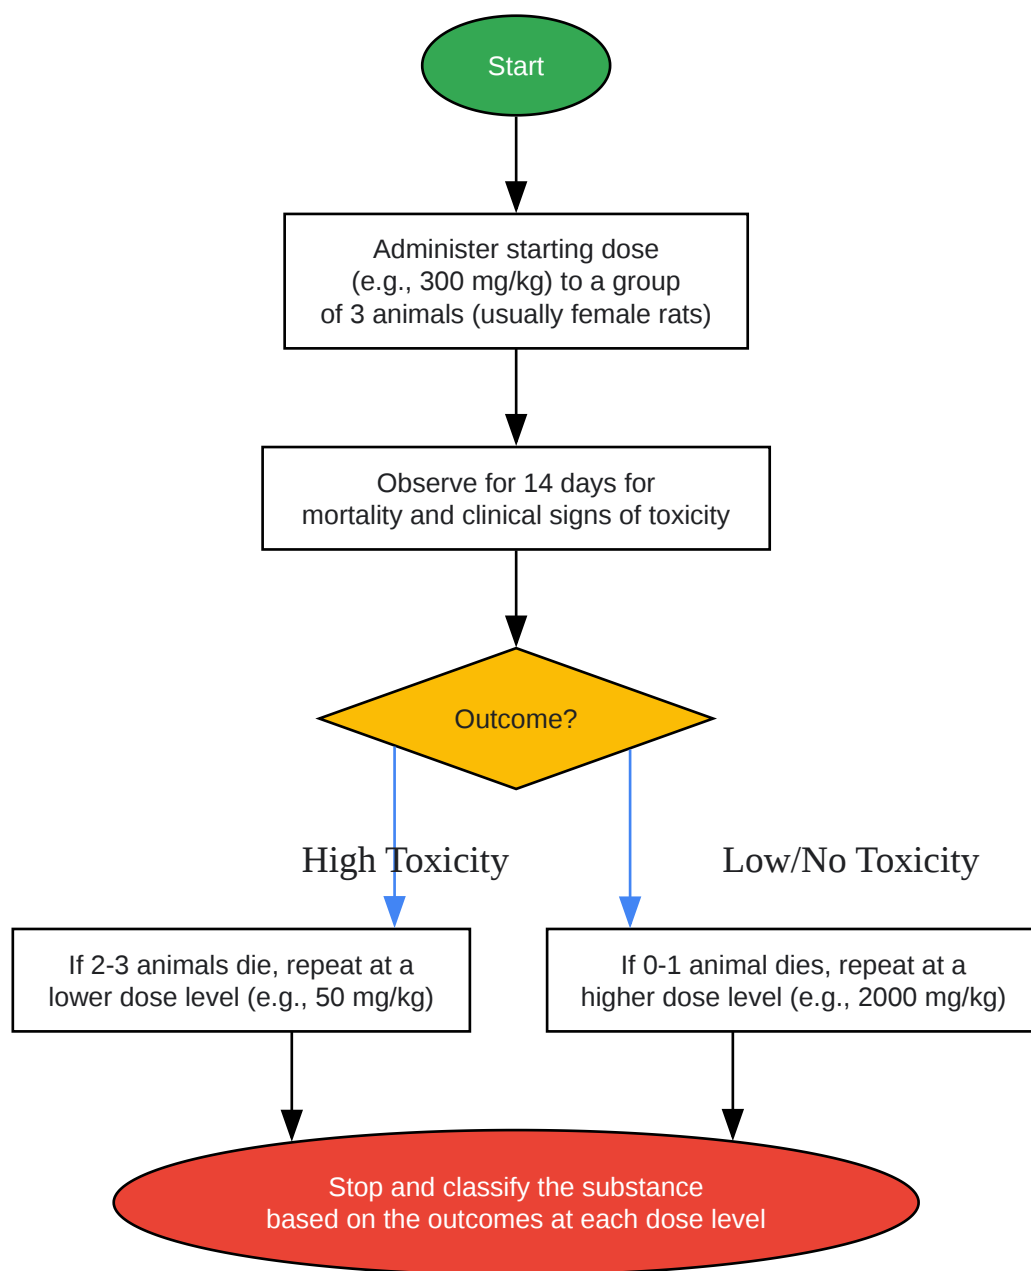 Start
Administer starting dose
(e.g., 300 mg/kg) to a group
of 3 animals (usually female rats)
Observe for 14 days for
mortality and clinical signs of toxicity
Outcome?
High Toxicity
Low/No Toxicity
If 2-3 animals die, repeat at a
lower dose level (e.g., 50 mg/kg)
If 0-1 animal dies, repeat at a
higher dose level (e.g., 2000 mg/kg)
Stop and classify the substance
based on the outcomes at each dose level